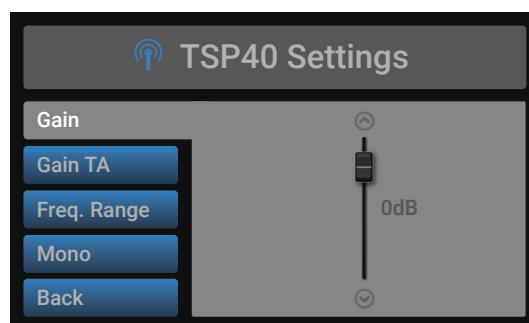 TSP40 Settings
Gain
Gain TA
0dB
Freq. Range
Mono
Back